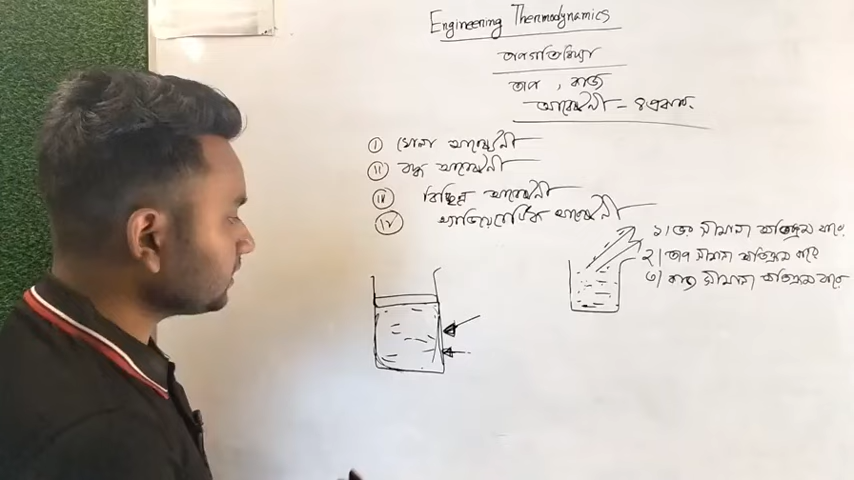 Engineering Thermodynamics
তাপগতিবিদ্যা
তাপ , কাজ
আবেষ্টনী - ৪ প্রকার.
i খোলা আবেষ্টনী
ii বদ্ধ আবেষ্টনী
iii বিচ্ছিন্ন আবেষ্টনী
iv এ্যাডিয়াবেটিক আবেষ্টনী
১। ভর সীমানা অতিক্রম করে
২। তাপ সীমানা অতিক্রম করে
৩। কাজ সীমানা অতিক্রম করে